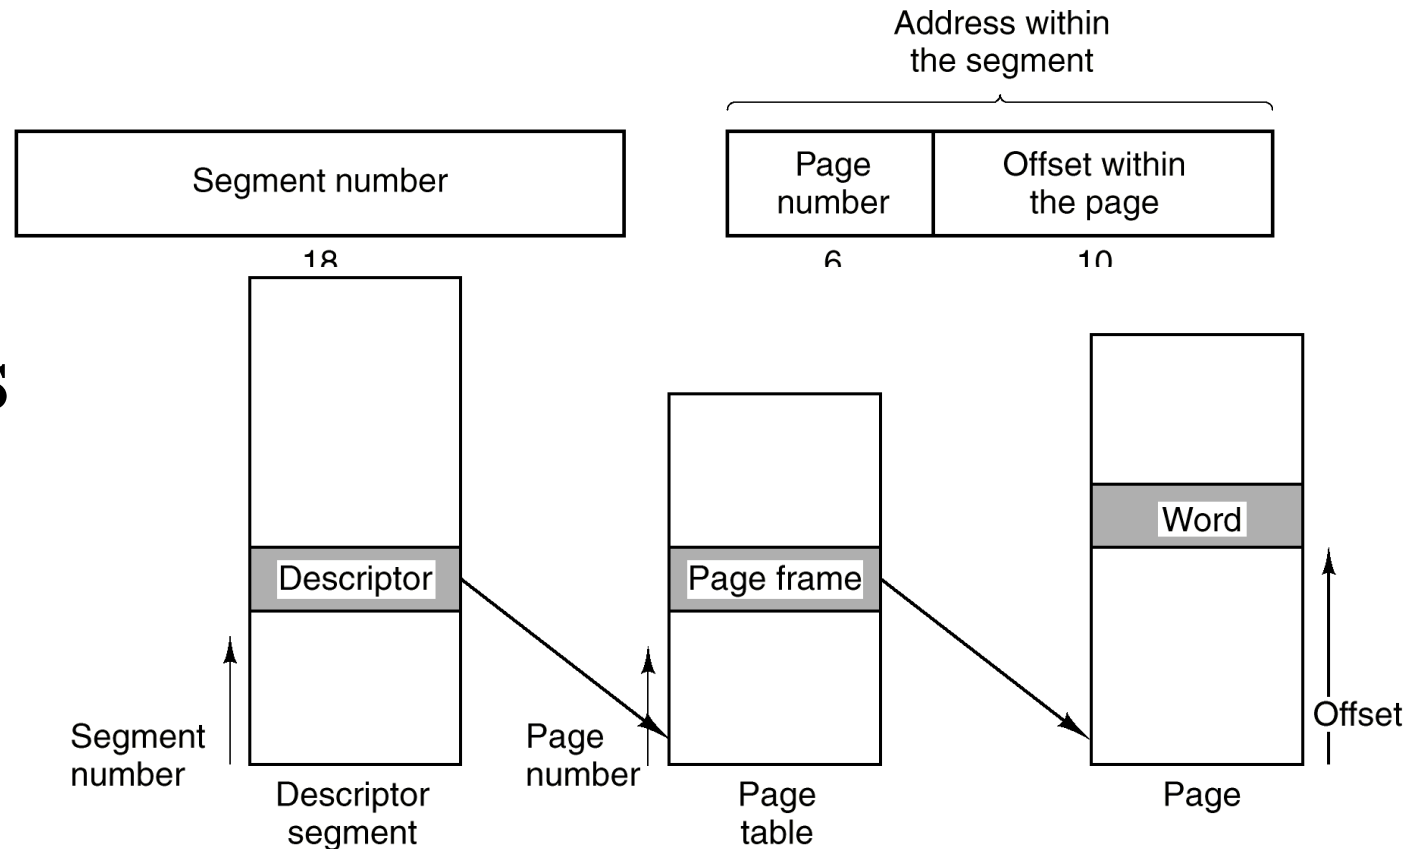 Address within
the segment
Segment number
Page
number
Offset within
the page
18
6
10
s
Descriptor
Page frame
Word
Segment
number
Page
number
Offset
Descriptor
segment
Page
table
Page